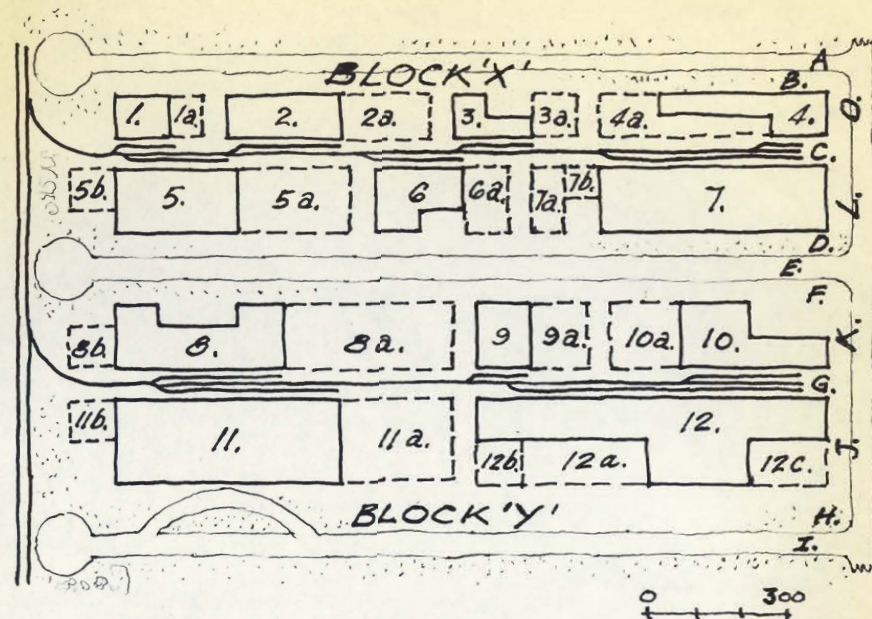 A.
BLOCK 'X'
B.
O.
1. 1a. 2. 2a. 3. 3a. 4a. 4.
C.
5b. 5. 5a. 6 6a. 7a. 7b. 7.
L.
D.
E.
F.
8b. 8. 8a. 9 9a. 10a. 10.
K.
G.
11b. 11. 11a. 12.
12b. 12a. 12c.
J.
BLOCK 'Y'
H.
I.
0 300